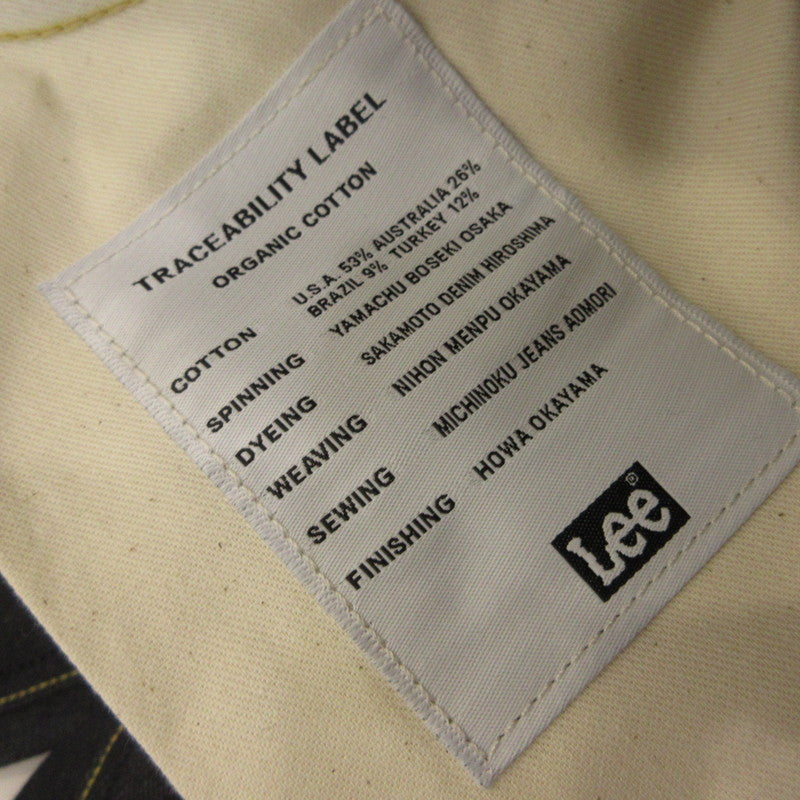 TRACEABILITY LABEL
ORGANIC COTTON
COTTON U.S.A. 53% AUSTRALIA 26%
BRAZIL 9% TURKEY 12%
SPINNING YAMACHU BOSEKI OSAKA
DYEING SAKAMOTO DENIM HIROSHIMA
WEAVING NIHON MENPU OKAYAMA
SEWING MICHINOKU JEANS AOMORI
FINISHING HOWA OKAYAMA
Lee®